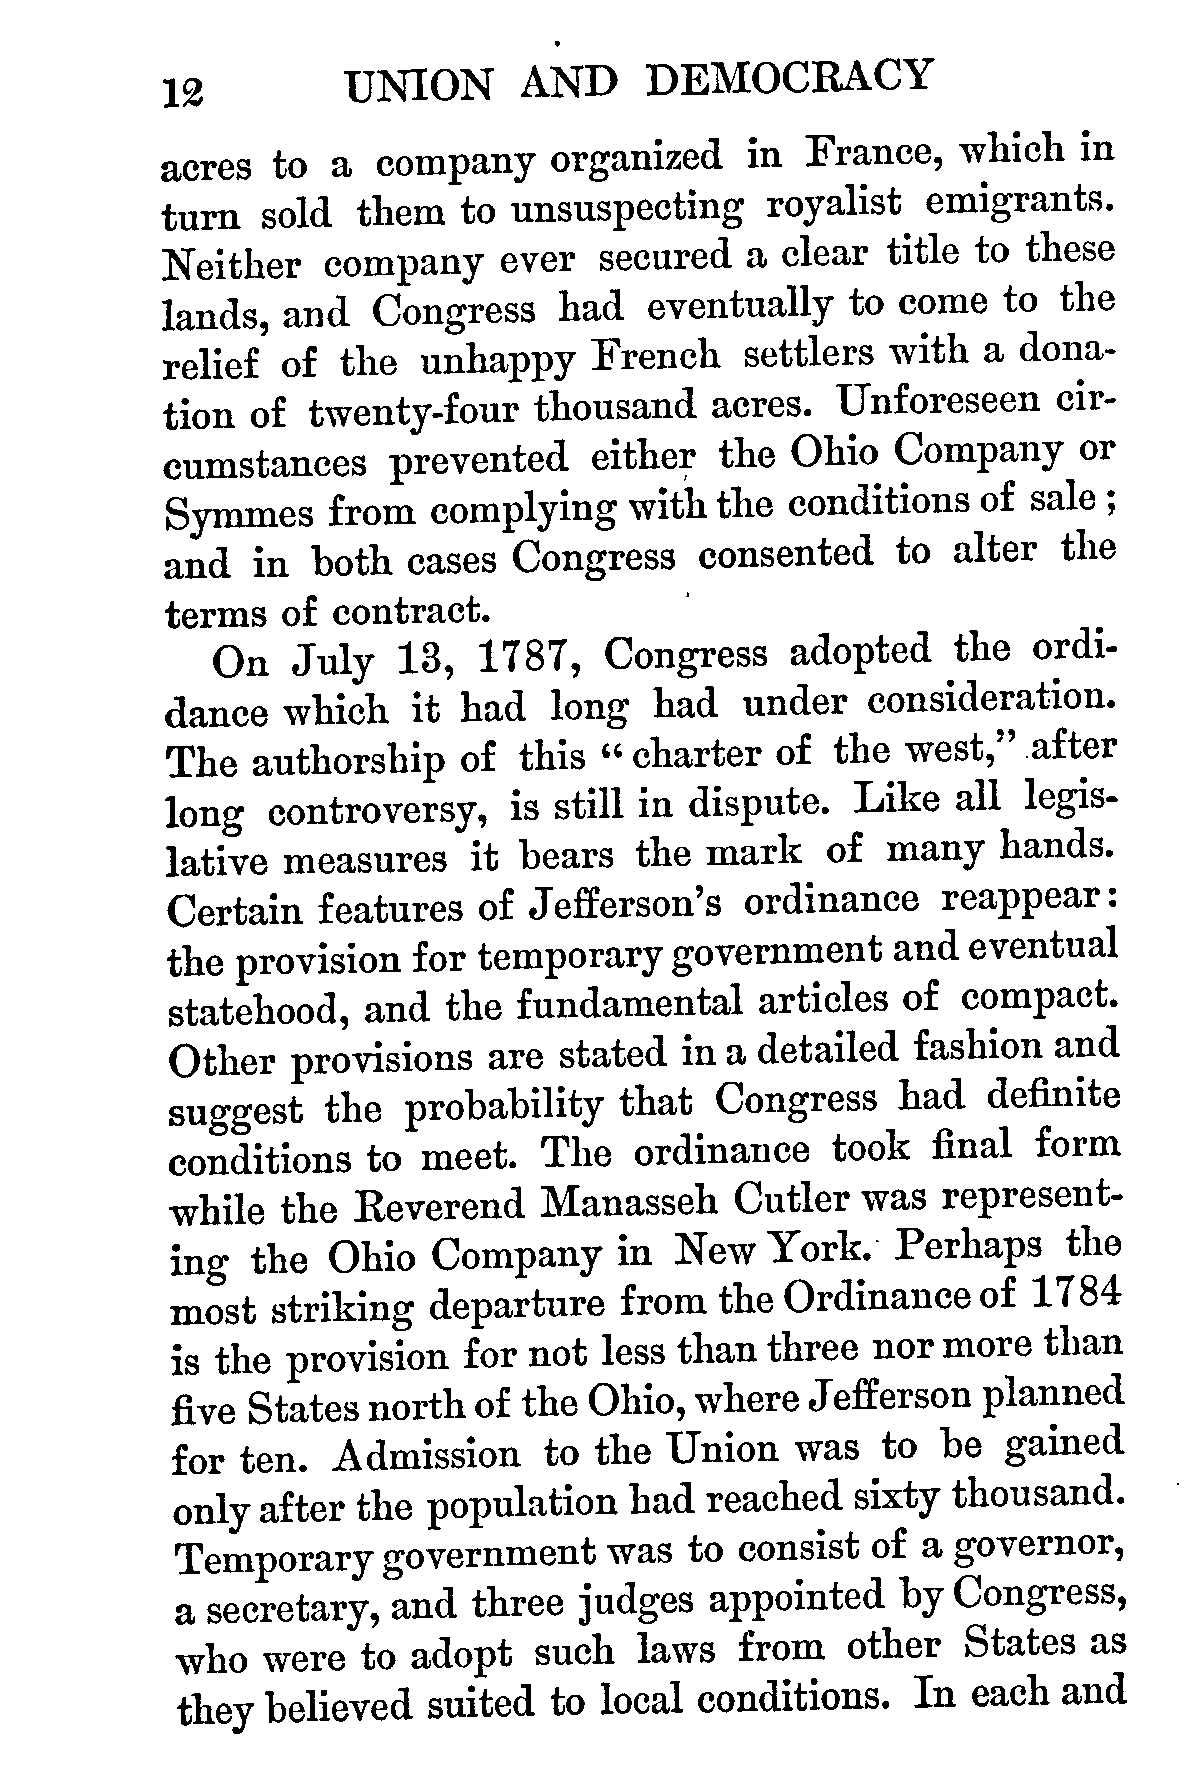 12 UNION AND DEMOCRACY
acres to a company organized in France, which in
turn sold them to unsuspecting royalist emigrants.
Neither company ever secured a clear title to these
lands, and Congress had eventually to come to the
relief of the unhappy French settlers with a dona-
tion of twenty-four thousand acres. Unforeseen cir-
cumstances prevented either the Ohio Company or
Symmes from complying with the conditions of sale ;
and in both cases Congress consented to alter the
terms of contract.
On July 13, 1787, Congress adopted the ordi-
dance which it had long had under consideration.
The authorship of this “ charter of the west,” after
long controversy, is still in dispute. Like all legis-
lative measures it bears the mark of many hands.
Certain features of Jefferson’s ordinance reappear :
the provision for temporary government and eventual
statehood, and the fundamental articles of compact.
Other provisions are stated in a detailed fashion and
suggest the probability that Congress had definite
conditions to meet. The ordinance took final form
while the Reverend Manasseh Cutler was represent-
ing the Ohio Company in New York. Perhaps the
most striking departure from the Ordinance of 1784
is the provision for not less than three nor more than
five States north of the Ohio, where Jefferson planned
for ten. Admission to the Union was to be gained
only after the population had reached sixty thousand.
Temporary government was to consist of a governor,
a secretary, and three judges appointed by Congress,
who were to adopt such laws from other States as
they believed suited to local conditions. In each and